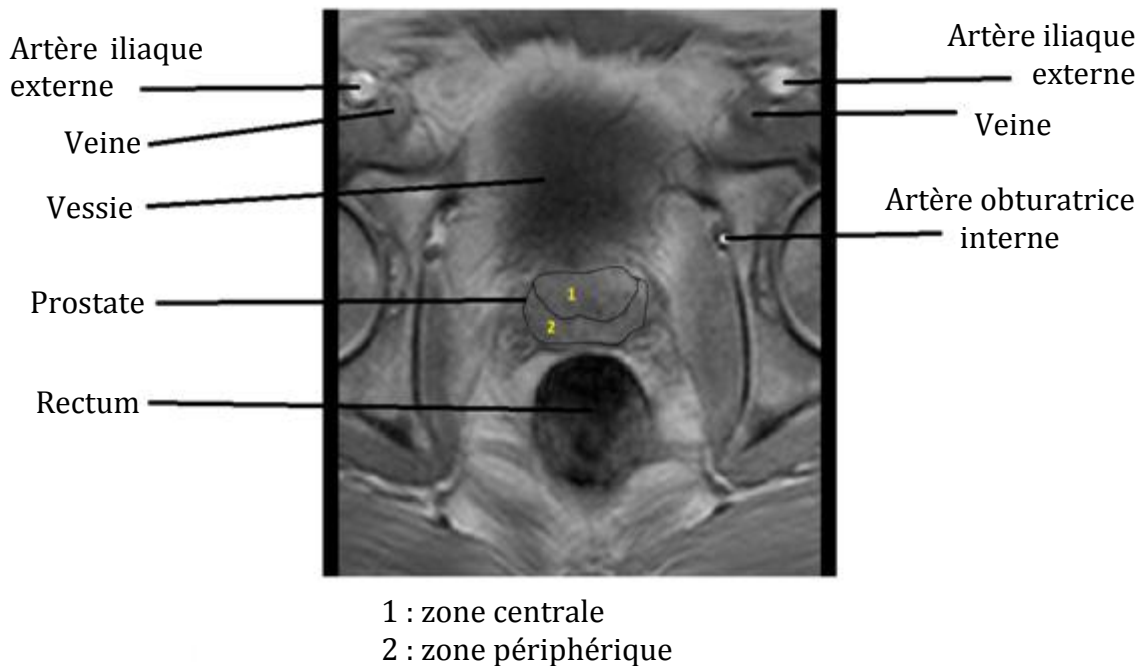 Artère iliaque
externe
Veine
Vessie
Prostate
Rectum
Artère iliaque
externe
Veine
Artère obturatrice
interne
1
2
1 : zone centrale
2 : zone périphérique